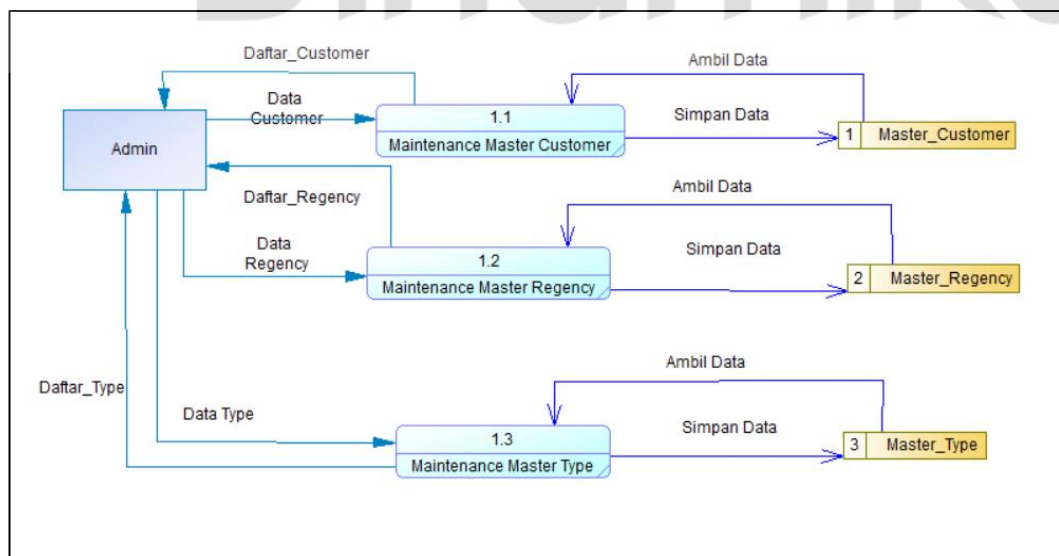 Daftar_Customer
Ambil Data
Data
Customer
1.1
Simpan Data
Maintenance Master Customer
1 Master_Customer
Admin
Daftar_Regency
Ambil Data
Data
Regency
1.2
Simpan Data
Maintenance Master Regency
2 Master_Regency
Daftar_Type
Ambil Data
Data Type
1.3
Simpan Data
Maintenance Master Type
3 Master_Type